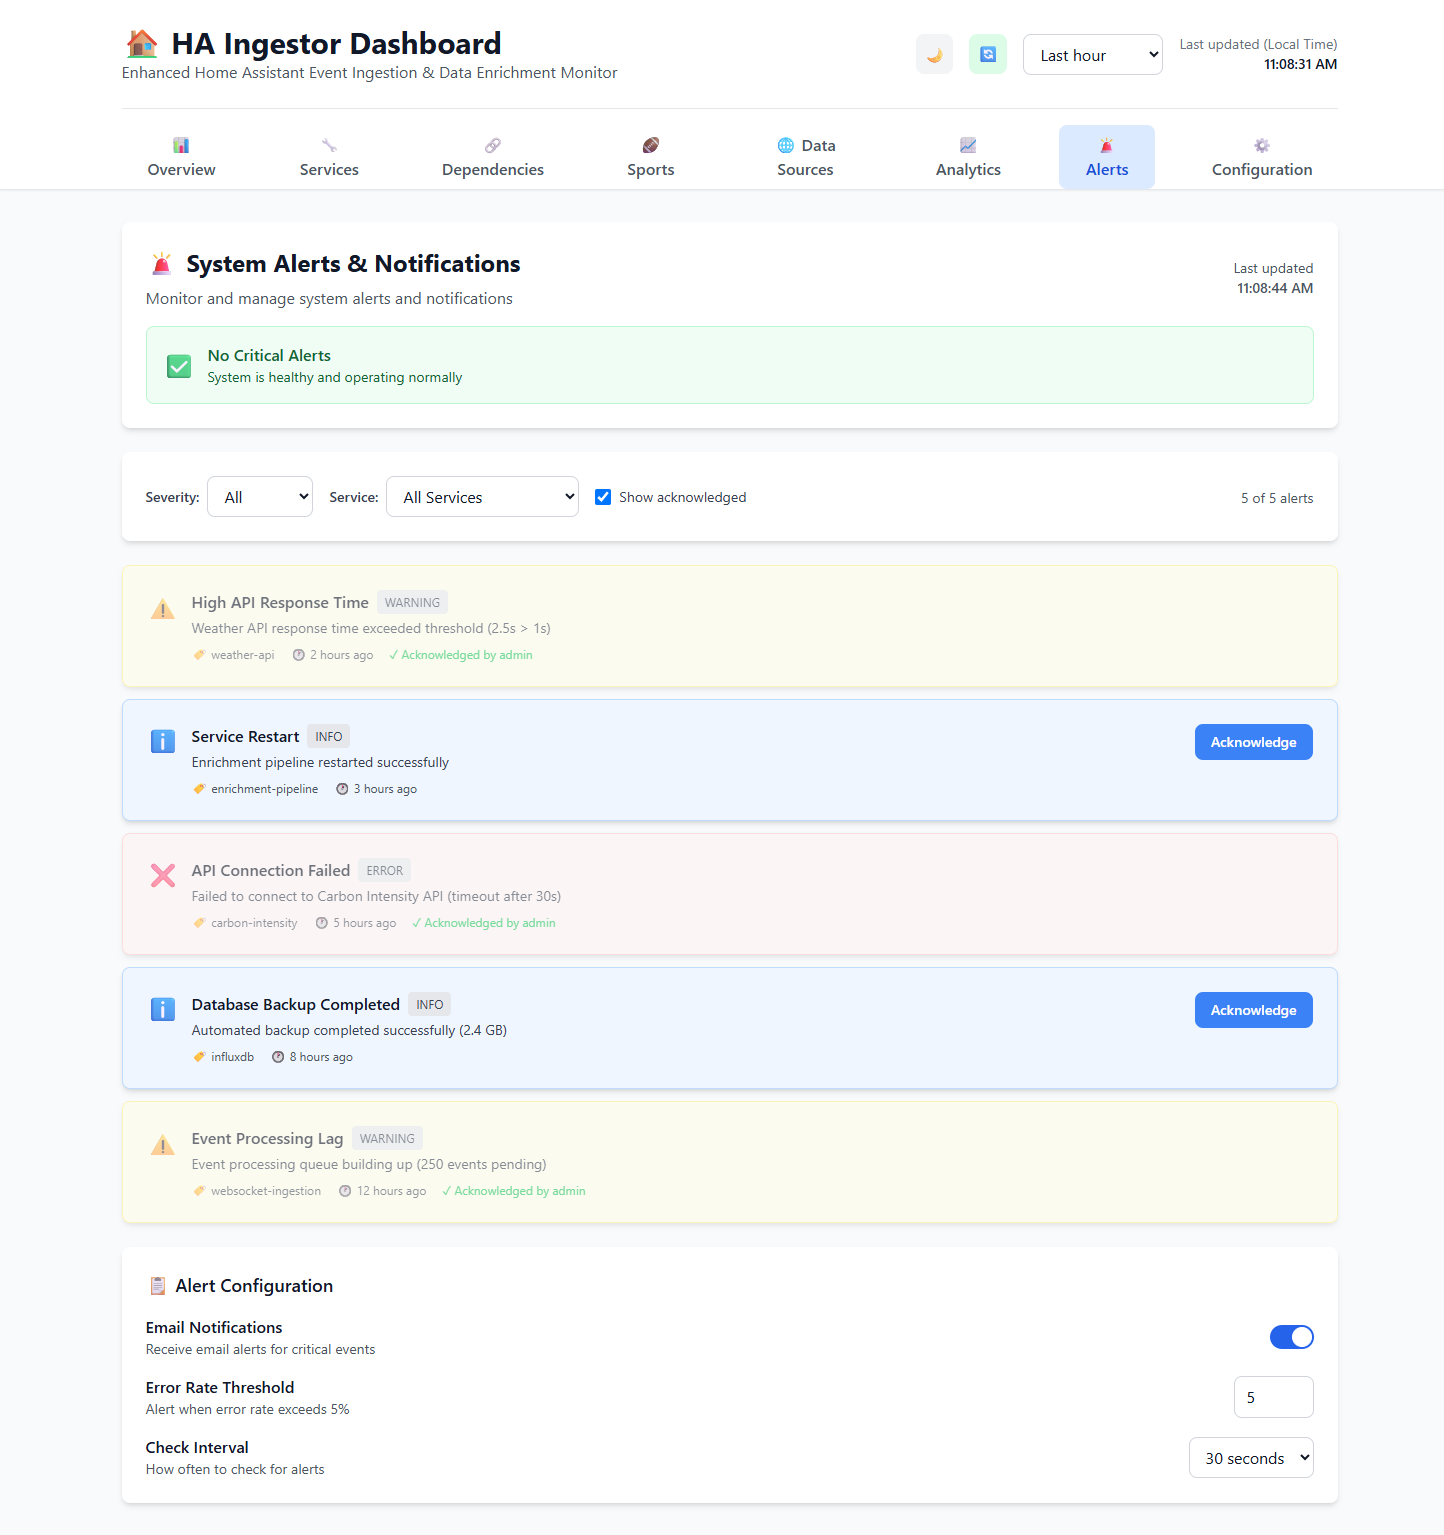 HA Ingestor Dashboard
Enhanced Home Assistant Event Ingestion & Data Enrichment Monitor
Last hour
Last updated (Local Time)
11:08:31 AM
Overview
Services
Dependencies
Sports
Data
Sources
Analytics
Alerts
Configuration
System Alerts & Notifications
Monitor and manage system alerts and notifications
Last updated
11:08:44 AM
No Critical Alerts
System is healthy and operating normally
Severity: All Service: All Services Show acknowledged 5 of 5 alerts
High API Response Time WARNING
Weather API response time exceeded threshold (2.5s > 1s)
weather-api 2 hours ago ✓ Acknowledged by admin
Service Restart INFO
Acknowledge
Enrichment pipeline restarted successfully
enrichment-pipeline 3 hours ago
API Connection Failed ERROR
Failed to connect to Carbon Intensity API (timeout after 30s)
carbon-intensity 5 hours ago ✓ Acknowledged by admin
Database Backup Completed INFO
Acknowledge
Automated backup completed successfully (2.4 GB)
influxdb 8 hours ago
Event Processing Lag WARNING
Event processing queue building up (250 events pending)
websocket-ingestion 12 hours ago ✓ Acknowledged by admin
Alert Configuration
Email Notifications
Receive email alerts for critical events
Error Rate Threshold
Alert when error rate exceeds 5%
5
Check Interval
How often to check for alerts
30 seconds